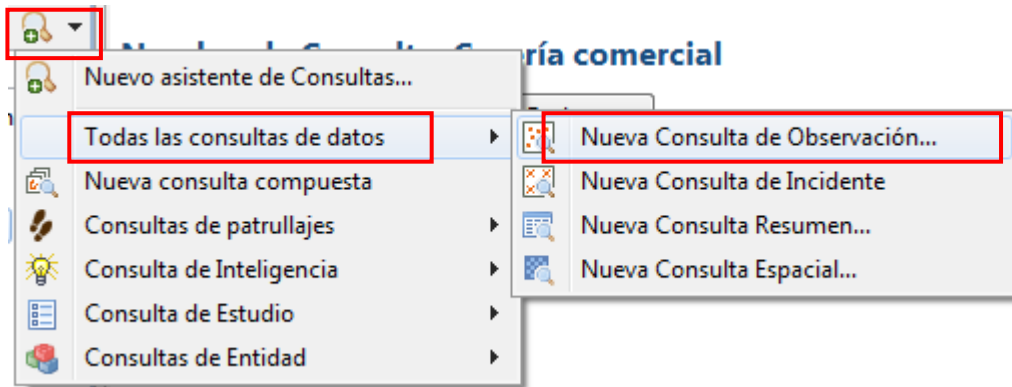 ría comercial
Nuevo asistente de Consultas...
Todas las consultas de datos
Nueva consulta compuesta
Consultas de patrullajes
Consulta de Inteligencia
Consulta de Estudio
Consultas de Entidad
Nueva Consulta de Observación...
Nueva Consulta de Incidente
Nueva Consulta Resumen...
Nueva Consulta Espacial...